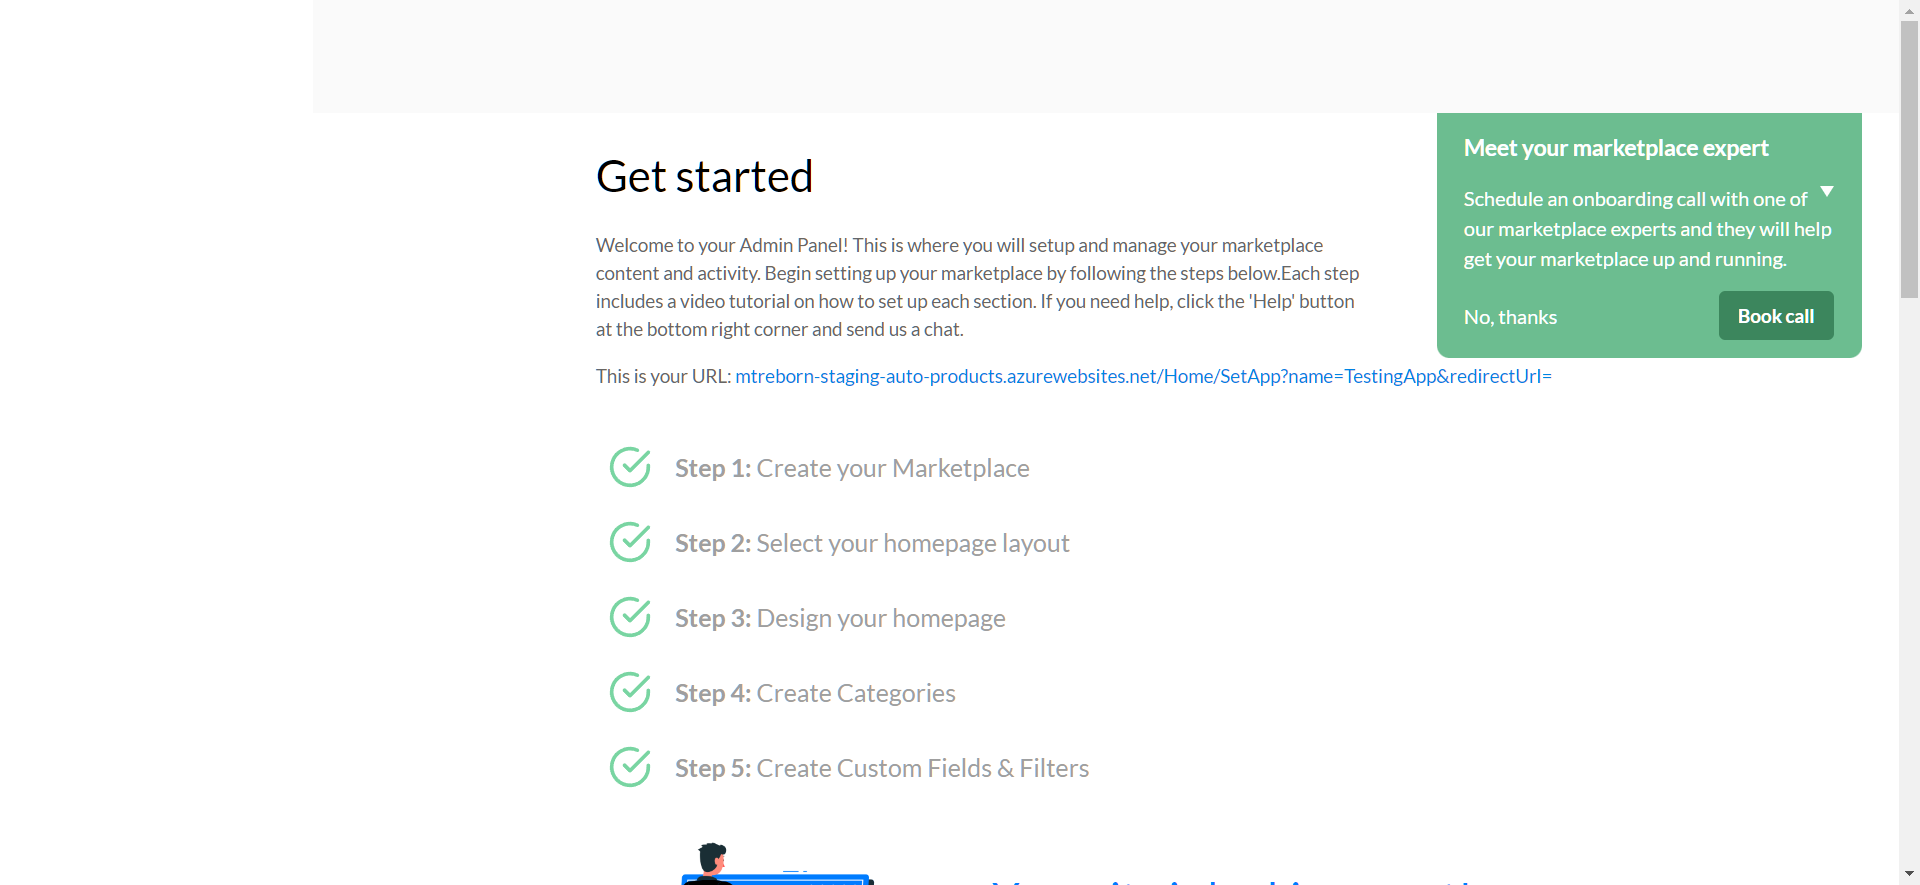 Get started
Welcome to your Admin Panel! This is where you will setup and manage your marketplace
content and activity. Begin setting up your marketplace by following the steps below.Each step
includes a video tutorial on how to set up each section. If you need help, click the 'Help' button
at the bottom right corner and send us a chat.
This is your URL: mtreborn-staging-auto-products.azurewebsites.net/Home/SetApp?name=TestingApp&redirectUrl=
Meet your marketplace expert
Schedule an onboarding call with one of
our marketplace experts and they will help
get your marketplace up and running.
No, thanks
Book call
Step 1: Create your Marketplace
Step 2: Select your homepage layout
Step 3: Design your homepage
Step 4: Create Categories
Step 5: Create Custom Fields & Filters